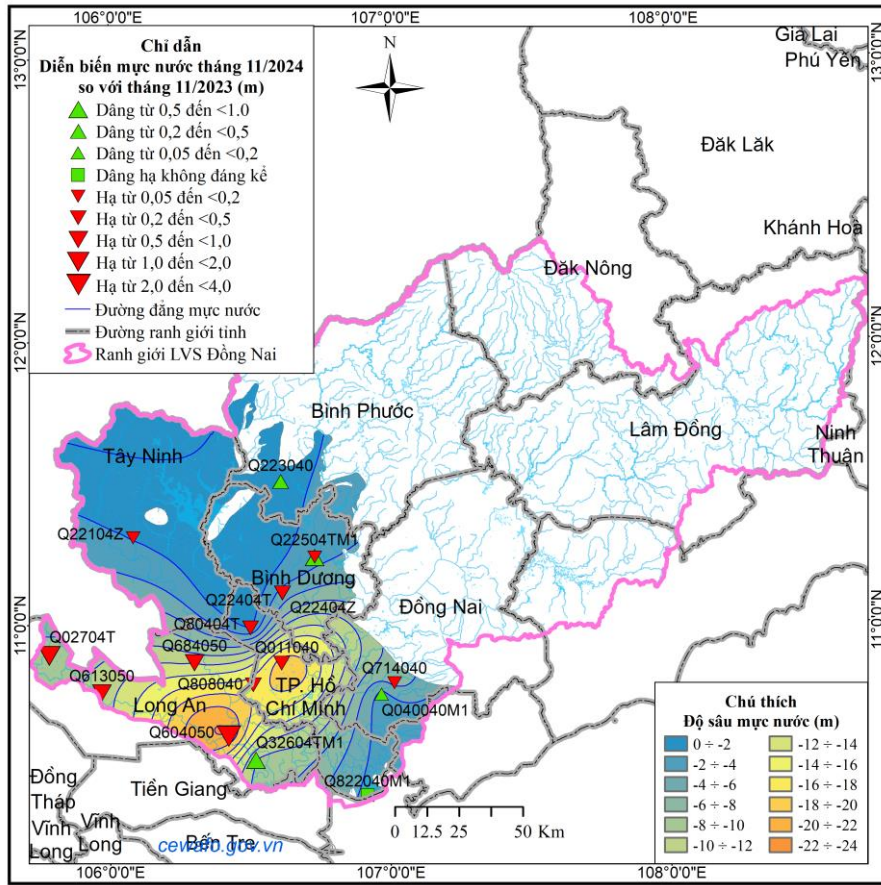 106°0'0"N
107°0'0"N
108°0'0"N
13°0'0"N
13°0'0"N
Chỉ dẫn
Diễn biến mực nước tháng 11/2024
so với tháng 11/2023 (m)
Dâng từ 0,5 đến <1.0
Dâng từ 0,2 đến <0,5
Dâng từ 0,05 đến <0,2
Dâng hạ không đáng kể
Hạ từ 0,05 đến <0,2
Hạ từ 0,2 đến <0,5
Hạ từ 0,5 đến <1,0
Hạ từ 1,0 đến <2,0
Hạ từ 2,0 đến <4,0
Đường đẳng mực nước
Đường ranh giới tỉnh
Ranh giới LVS Đồng Nai
N
Gia Lai
Phú Yên
Đăk Lăk
Khánh Hoà
Đăk Nông
12°0'0"N
12°0'0"N
Bình Phước
Lâm Đồng
Ninh
Thuận
Tây Ninh
Q223040
Q22104Z
Q22504TM1
Bình Dương
Q22404T
Q22404Z
Đồng Nai
11°0'0"N
11°0'0"N
Q80404T
Q02704T
Q684050
Q011040
Q714040
Q613050
Q808040
TP. Hồ
Chí Minh
Q040040M1
Long An
Q604050
Q32604TM1
Q822040M1
Tiền Giang
Đồng
Tháp
Vĩnh
Long
Vĩnh
Long
Bến Tre
cewafo.gov.vn
0 12.5 25 50 Km
Chú thích
Độ sâu mực nước (m)
0 ÷ -2
-2 ÷ -4
-4 ÷ -6
-6 ÷ -8
-8 ÷ -10
-10 ÷ -12
-12 ÷ -14
-14 ÷ -16
-16 ÷ -18
-18 ÷ -20
-20 ÷ -22
-22 ÷ -24
106°0'0"N
107°0'0"N
108°0'0"N